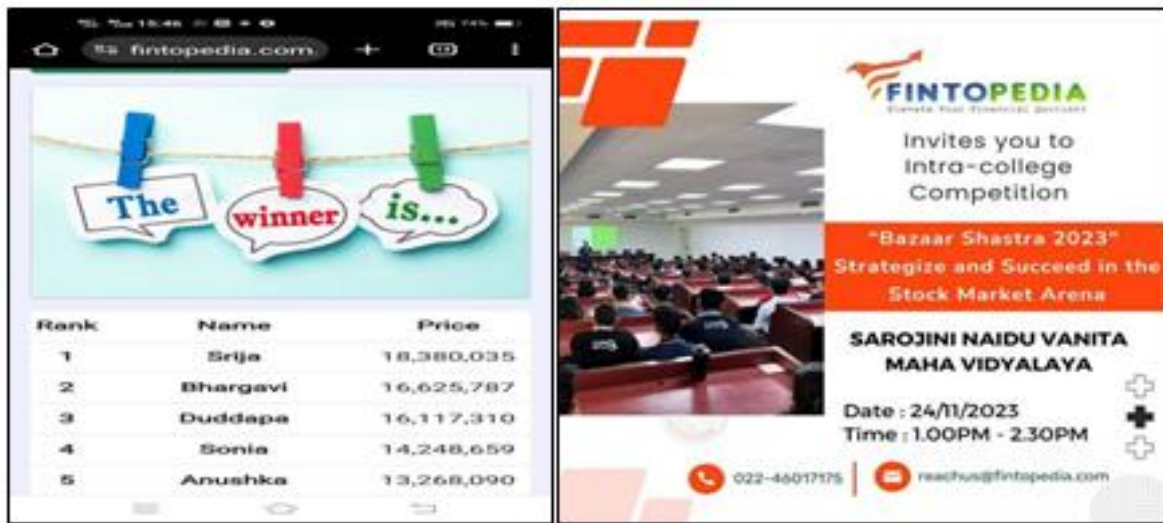 15:46
74%
fintopedia.com
The
winner
is...
Rank Name Price
1 Srija 18,380,035
2 Bhargavi 16,625,787
3 Duddapa 16,117,310
4 Sonia 14,248,659
5 Anushka 13,268,090
FINTOPEDIA
Invites you to
Intra-college
Competition
"Bazaar Shastra 2023"
Strategize and Succeed in the
Stock Market Arena
SAROJINI NAIDU VANITA
MAHA VIDYALAYA
Date : 24/11/2023
Time : 1.00PM - 2.30PM
022-46017175
reachus@fintopedia.com